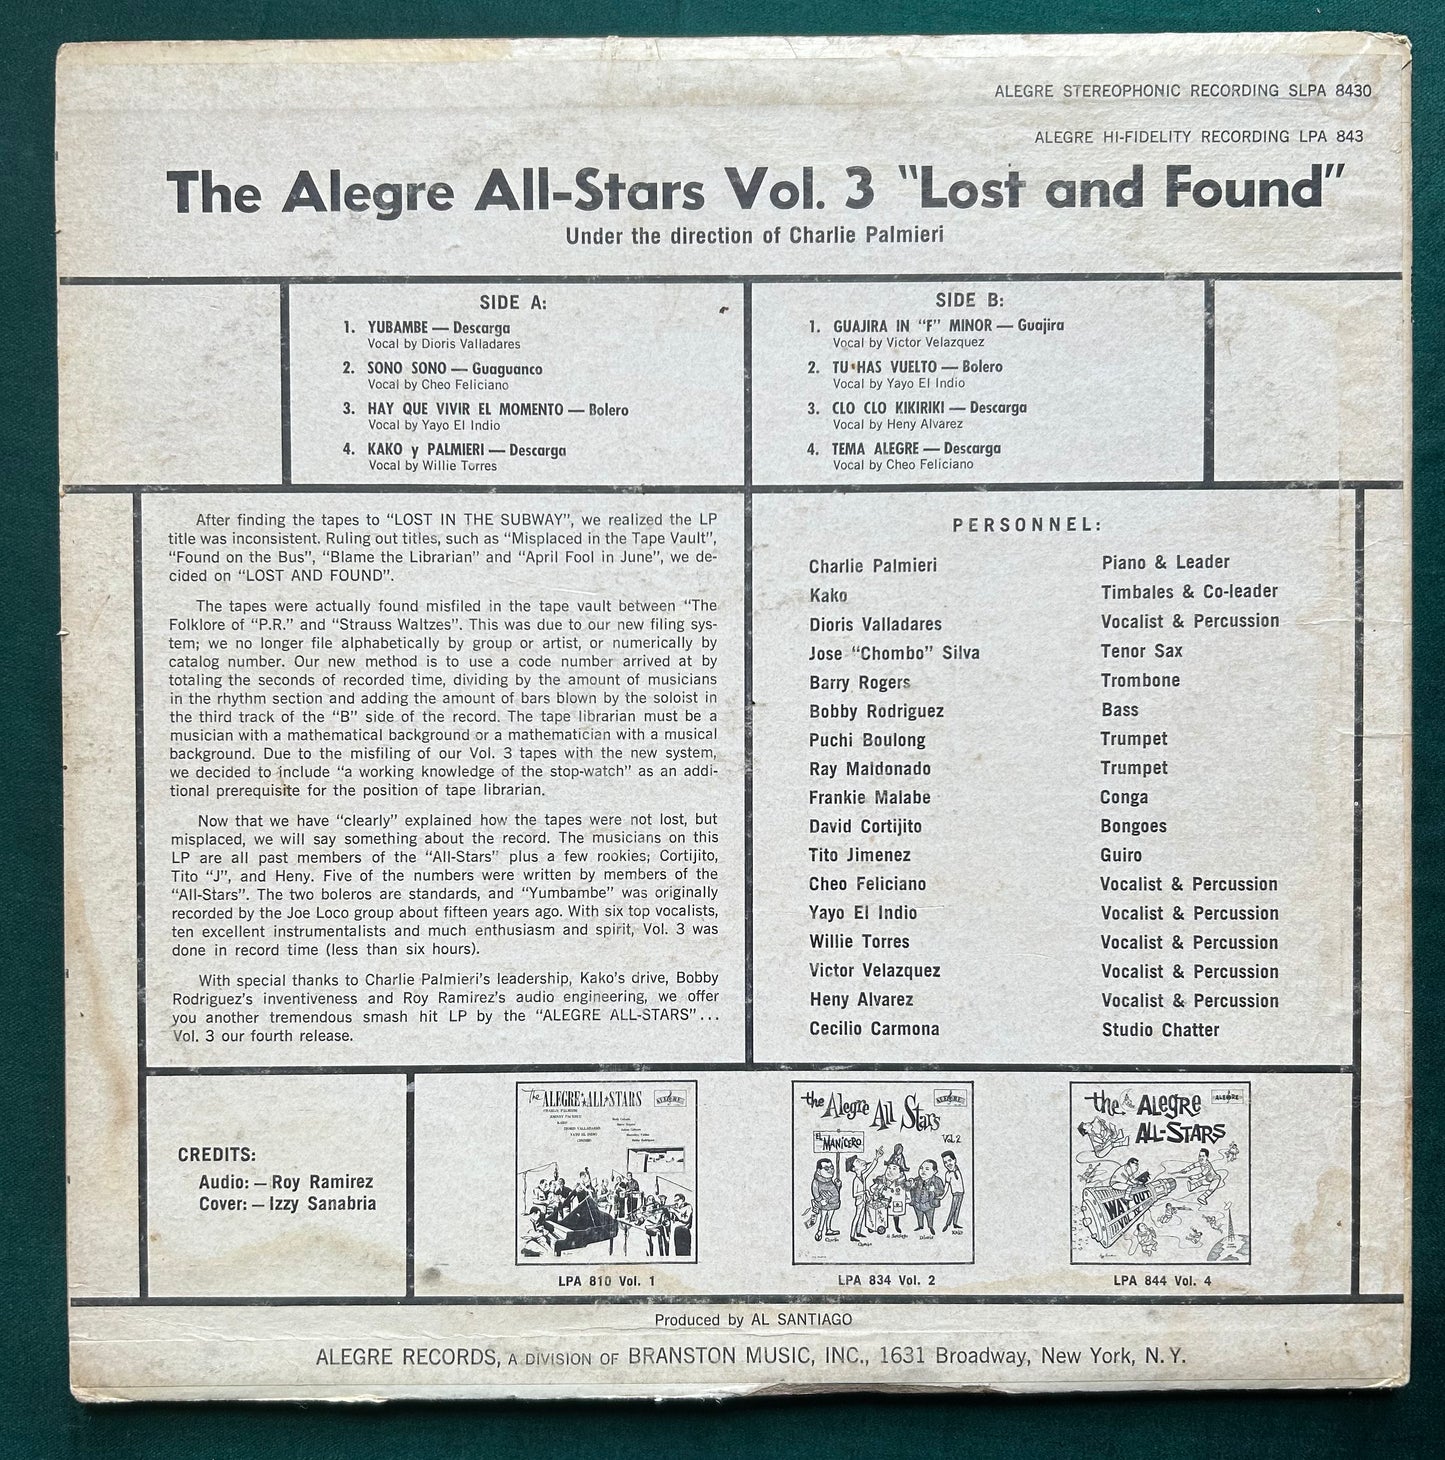 ALEGRE STEREOPHONIC RECORDING SLPA 8430
ALEGRE HI-FIDELITY RECORDING LPA 843
The Alegre All-Stars Vol. 3 “Lost and Found”
Under the direction of Charlie Palmieri
SIDE A:
1. YUBAMBE — Descarga
Vocal by Dioris Valladares
2. SONO SONO — Guaguanco
Vocal by Cheo Feliciano
3. HAY QUE VIVIR EL MOMENTO — Bolero
Vocal by Yayo El Indio
4. KAKO y PALMIERI — Descarga
Vocal by Willie Torres
SIDE B:
1. GUAJIRA IN “F” MINOR — Guajira
Vocal by Victor Velazquez
2. TU HAS VUELTO — Bolero
Vocal by Yayo El Indio
3. CLO CLO KIKIRIKI — Descarga
Vocal by Heny Alvarez
4. TEMA ALEGRE — Descarga
Vocal by Cheo Feliciano
After finding the tapes to “LOST IN THE SUBWAY”, we realized the LP
title was inconsistent. Ruling out titles, such as “Misplaced in the Tape Vault”,
“Found on the Bus”, “Blame the Librarian” and “April Fool in June”, we de-
cided on “LOST AND FOUND”.
The tapes were actually found misfiled in the tape vault between “The
Folklore of “P.R.” and “Strauss Waltzes”. This was due to our new filing sys-
tem; we no longer file alphabetically by group or artist, or numerically by
catalog number. Our new method is to use a code number arrived at by
totaling the seconds of recorded time, dividing by the amount of musicians
in the rhythm section and adding the amount of bars blown by the soloist in
the third track of the “B” side of the record. The tape librarian must be a
musician with a mathematical background or a mathematician with a musical
background. Due to the misfiling of our Vol. 3 tapes with the new system,
we decided to include “a working knowledge of the stop-watch” as an addi-
tional prerequisite for the position of tape librarian.
Now that we have “clearly” explained how the tapes were not lost, but
misplaced, we will say something about the record. The musicians on this
LP are all past members of the “All-Stars” plus a few rookies; Cortijito,
Tito “J”, and Heny. Five of the numbers were written by members of the
“All-Stars”. The two boleros are standards, and “Yumbambe” was originally
recorded by the Joe Loco group about fifteen years ago. With six top vocalists,
ten excellent instrumentalists and much enthusiasm and spirit, Vol. 3 was
done in record time (less than six hours).
With special thanks to Charlie Palmieri’s leadership, Kako’s drive, Bobby
Rodriguez’s inventiveness and Roy Ramirez’s audio engineering, we offer
you another tremendous smash hit LP by the “ALEGRE ALL-STARS”...
Vol. 3 our fourth release.
PERSONNEL:
Charlie Palmieri Piano & Leader
Kako Timbales & Co-leader
Dioris Valladares Vocalist & Percussion
Jose “Chombo” Silva Tenor Sax
Barry Rogers Trombone
Bobby Rodriguez Bass
Puchi Boulong Trumpet
Ray Maldonado Trumpet
Frankie Malabe Conga
David Cortijito Bongoes
Tito Jimenez Guiro
Cheo Feliciano Vocalist & Percussion
Yayo El Indio Vocalist & Percussion
Willie Torres Vocalist & Percussion
Victor Velazquez Vocalist & Percussion
Heny Alvarez Vocalist & Percussion
Cecilio Carmona Studio Chatter
CREDITS:
Audio: — Roy Ramirez
Cover: — Izzy Sanabria
The ALEGRE ALL STARS
LPA 810 Vol. 1
the Alegre All Stars
Vol 2
EL MANICERO
LPA 834 Vol. 2
the ALEGRE
ALL-STARS
WAY OUT
LPA 844 Vol. 4
Produced by AL SANTIAGO
ALEGRE RECORDS, A DIVISION OF BRANSTON MUSIC, INC., 1631 Broadway, New York, N.Y.